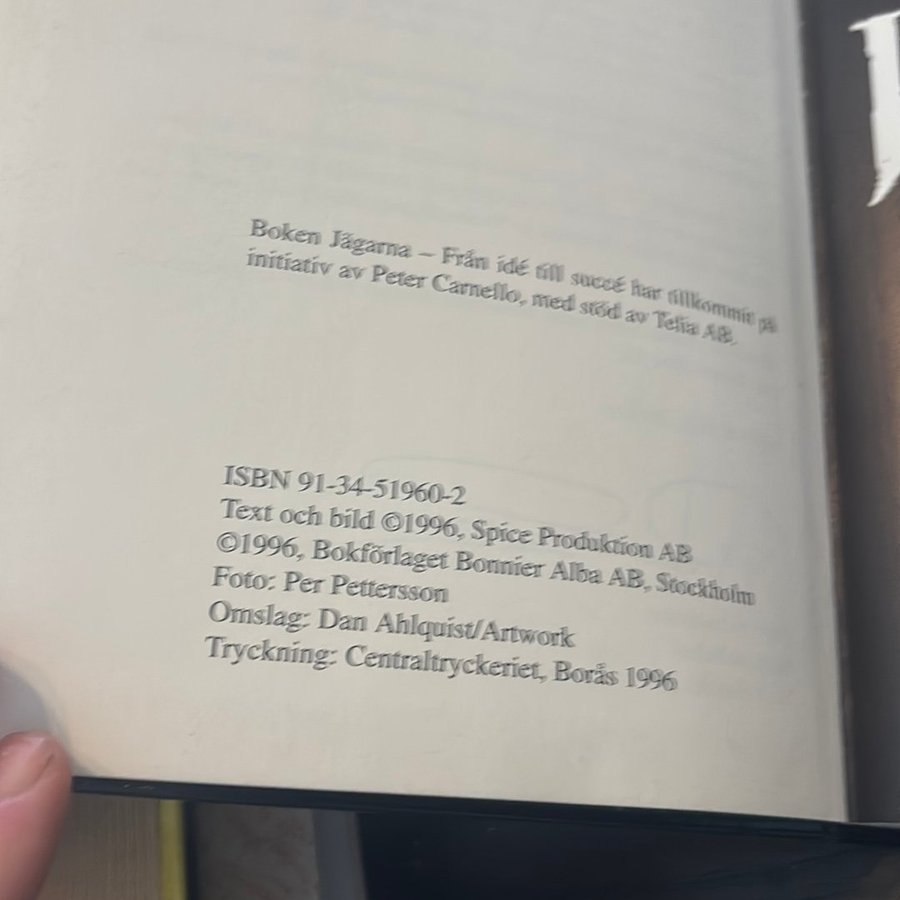 Boken Jägarna – Från idé till succé har tillkommit på
initiativ av Peter Carnello, med stöd av Telia AB.
ISBN 91-34-51960-2
Text och bild ©1996, Spice Produktion AB
©1996, Bokförlaget Bonnier Alba AB, Stockholm
Foto: Per Pettersson
Omslag: Dan Ahlquist/Artwork
Tryckning: Centraltryckeriet, Borås 1996
J